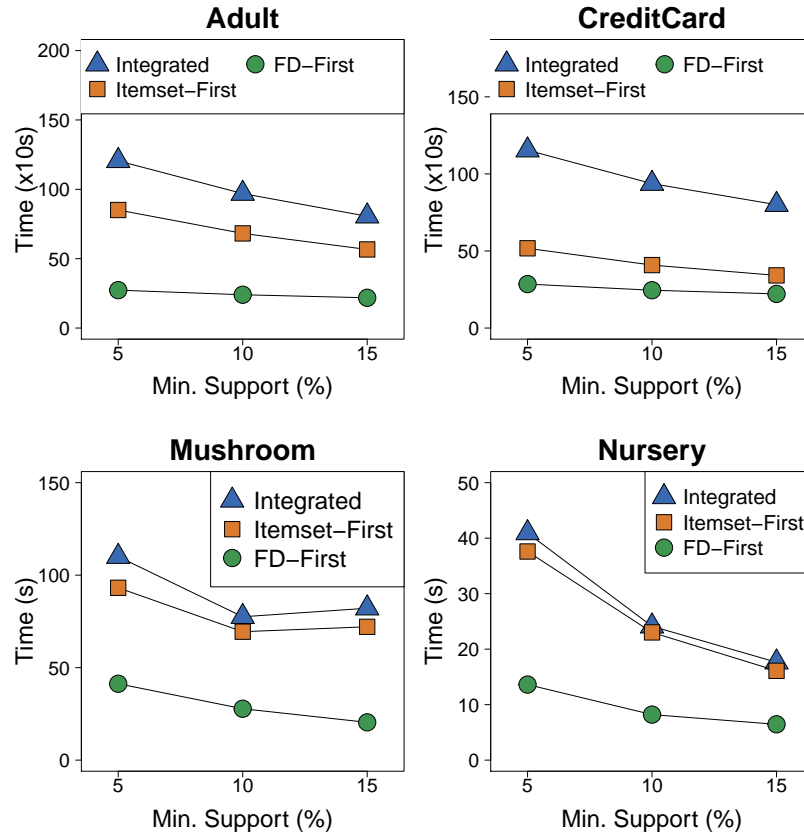 Adult
Integrated
FD−First
Itemset−First
Time (x10s)
200
150
100
50
0
5 10 15
Min. Support (%)
CreditCard
Integrated
FD−First
Itemset−First
Time (x10s)
150
100
50
0
5 10 15
Min. Support (%)
Mushroom
Integrated
Itemset−First
FD−First
Time (s)
150
100
50
0
5 10 15
Min. Support (%)
Nursery
Integrated
Itemset−First
FD−First
Time (s)
50
40
30
20
10
0
5 10 15
Min. Support (%)